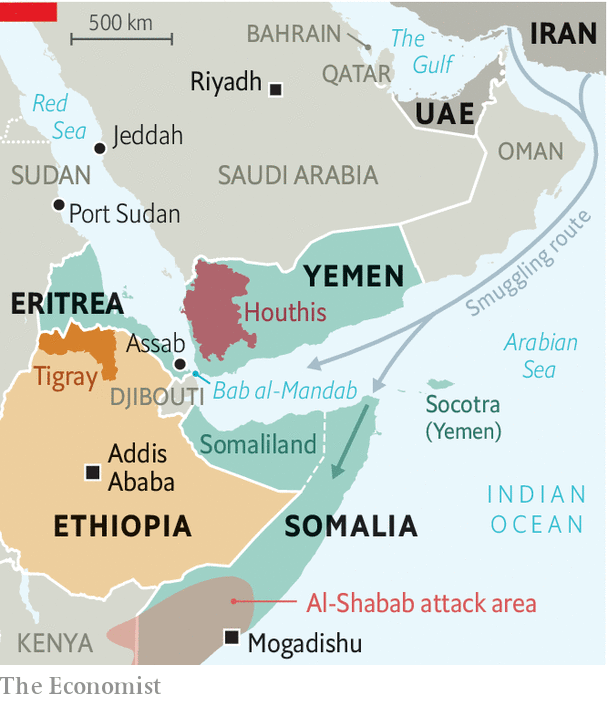 500 km
BAHRAIN
The
Gulf
IRAN
Riyadh
QATAR
UAE
Red
Sea
Jeddah
OMAN
SUDAN
SAUDI ARABIA
Port Sudan
Smuggling route
YEMEN
ERITREA
Houthis
Assab
Arabian
Sea
Tigray
DJIBOUTI
Bab al-Mandab
Socotra
(Yemen)
Somaliland
Addis
Ababa
INDIAN
OCEAN
ETHIOPIA
SOMALIA
Al-Shabab attack area
KENYA
Mogadishu
The Economist